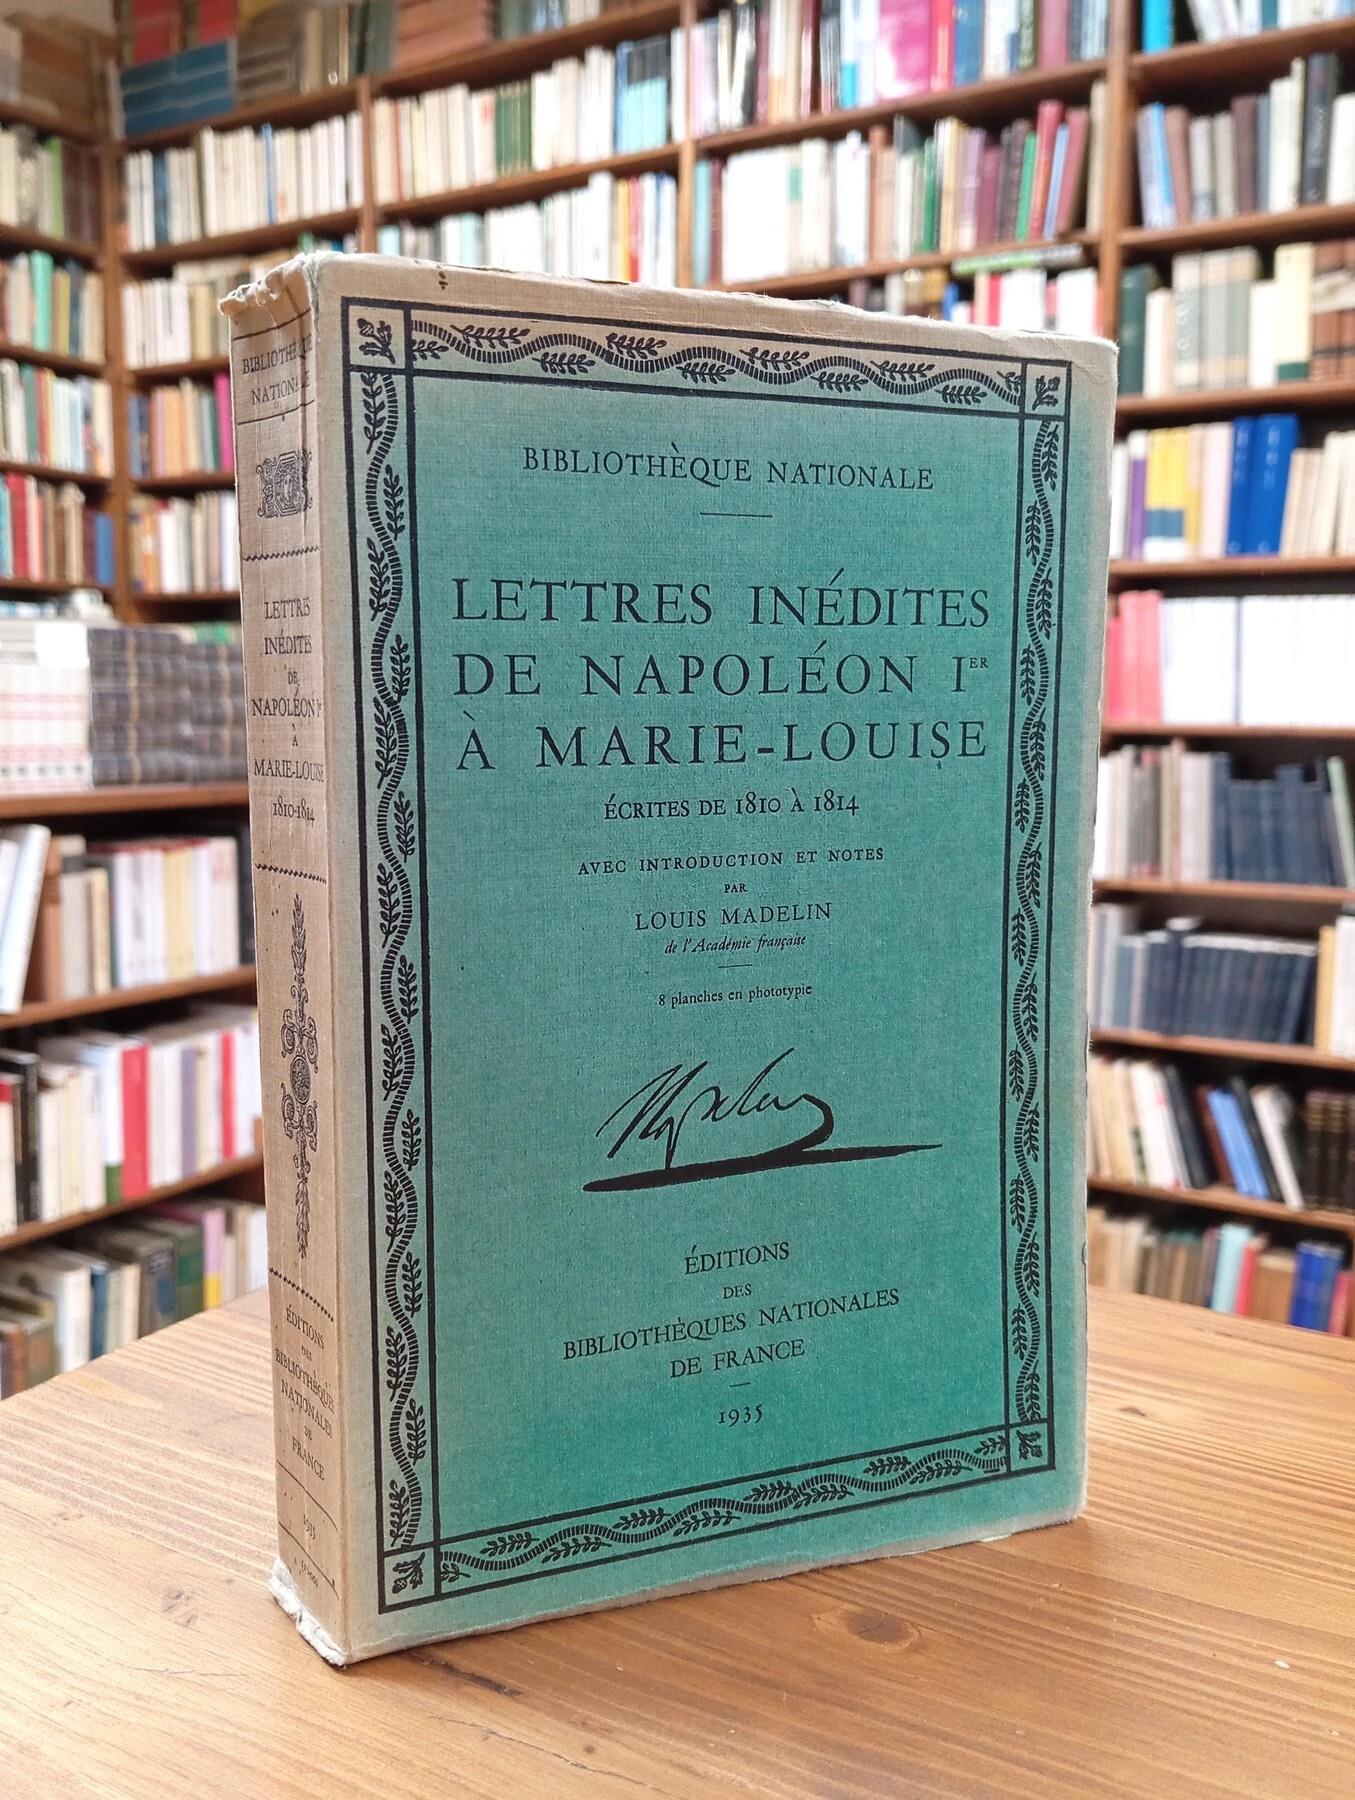 BIBLIOTHÈQUE NATIONALE
LETTRES INÉDITES
DE NAPOLÉON IER
À MARIE-LOUISE
ÉCRITES DE 1810 À 1814
AVEC INTRODUCTION ET NOTES
PAR
LOUIS MADELIN
de l'Académie française
8 planches en phototypie
ÉDITIONS
DES
BIBLIOTHÈQUES NATIONALES
DE FRANCE
1935
BIBLIOTHÈQUE
NATIONALE
LETTRES
INÉDITES
DE
NAPOLÉON Ier
À
MARIE-LOUISE
1810-1814
ÉDITIONS
DES
BIBLIOTHÈQUES
NATIONALES
DE
FRANCE
1935